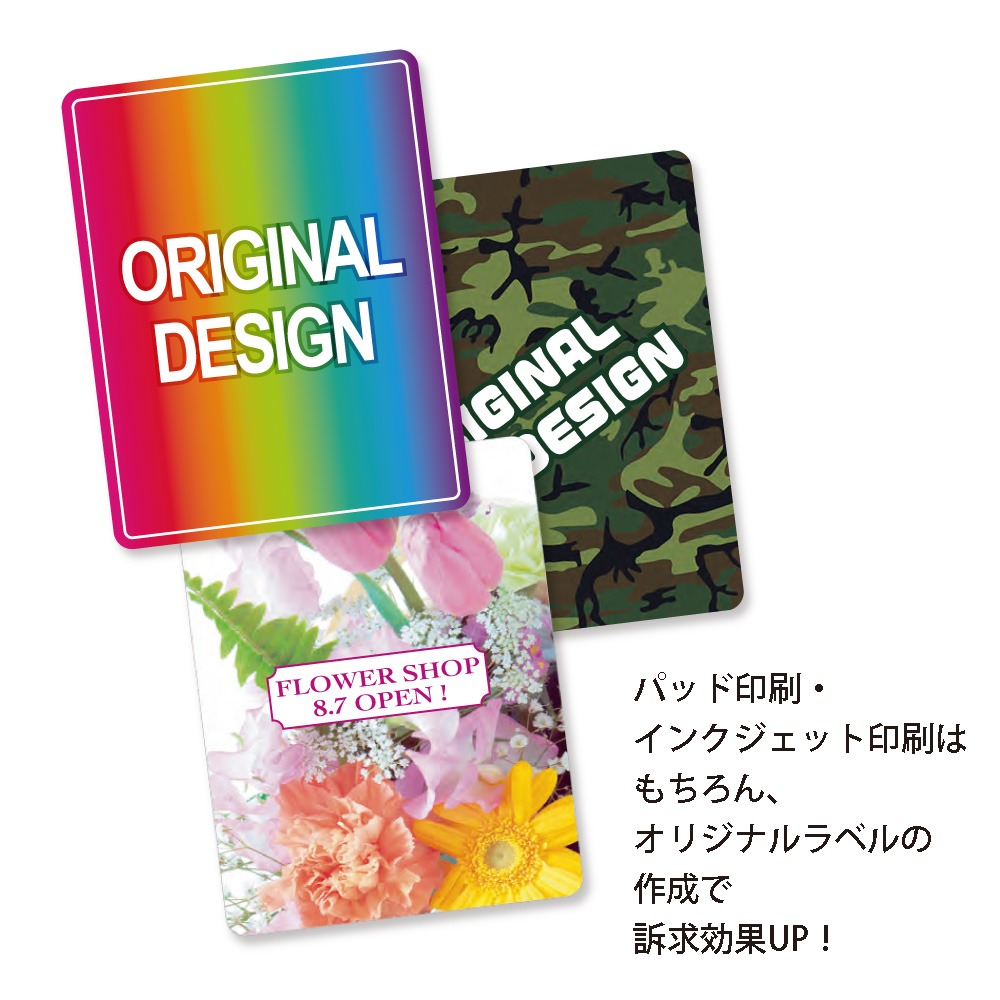 ORIGINAL
DESIGN
IGINAL
DESIGN
FLOWER SHOP
8.7 OPEN !
パッド印刷・
インクジェット印刷は
もちろん、
オリジナルラベルの
作成で
訴求効果UP！